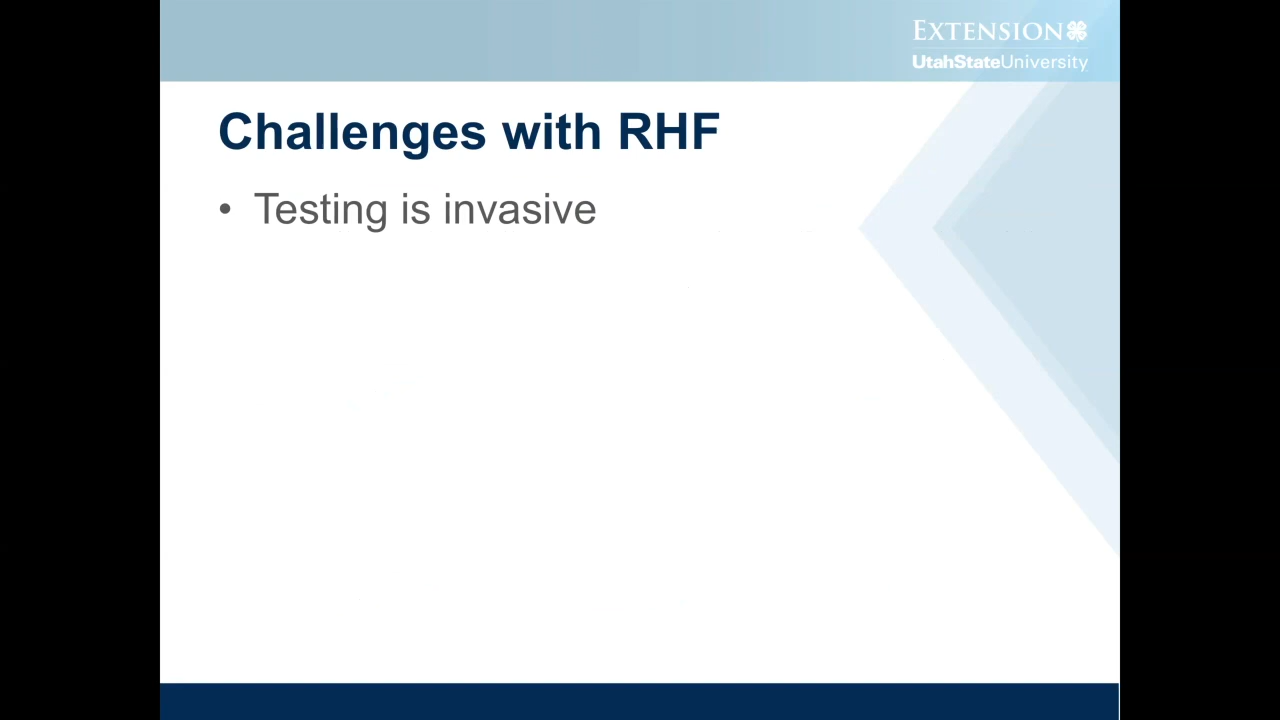 EXTENSION
UtahStateUniversity
Challenges with RHF
• Testing is invasive